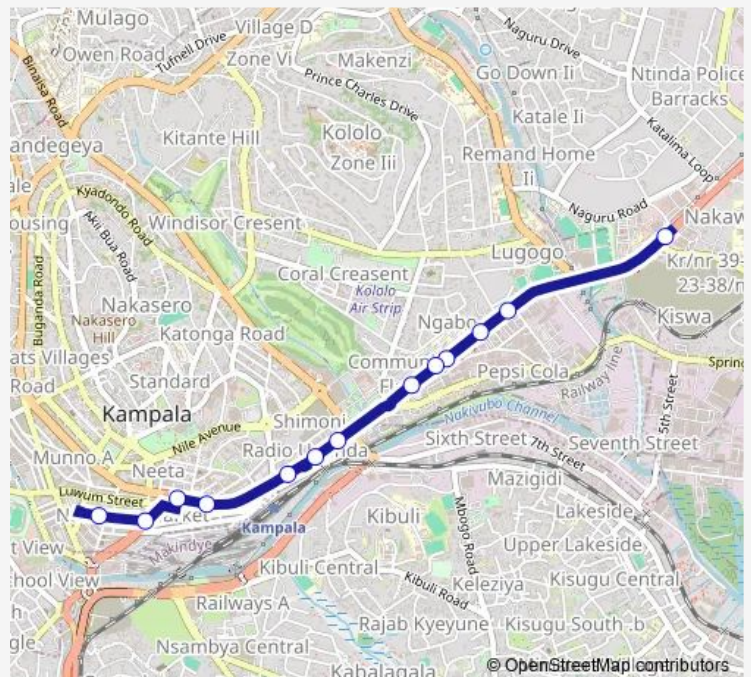 Mulago
Village D
Naguru Drive
Owen Road
Tufnell Drive
Zone Vi
Makenzi
Go Down Ii
Ntinda Police
Barracks
Binaisa Road
Prince Charles Drive
Katale Ii
Kitante Hill
Kololo
Zone Iii
Remand Home
Ii
Katalima Loop
andegeya
ale
Kyadondo Road
Akii Bua Road
ousing
Windsor Cresent
Naguru Road
Nakaw
Lugogo
Kr/nr 39-
23-38/n
Buganda Road
Coral Creasent
Kololo
Air Strip
Nakasero
Nakasero
Hill
Katonga Road
Ngabo
Kiswa
ats Villages
Road
Standard
Commun
Fl
Pepsi Cola
Railway line
Spring
Kampala
Shimoni
Nakivubo Channel
5th Street
Nile Avenue
Radio U
nda
Sixth Street
7th Street
Seventh Street
Munno A
Neeta
Mazigidi
Luwum Street
N
arket
Kampala
Kibuli
Mbogo Road
Lakeside
t View
Makindye
Upper Lakeside
chool View
Kibuli Central
Kisugu Central
Kibuli Road
Keleziya
Railways A
h
gle
Rajab Kyeyune
Kisugu South .b
Nsambya Central
Kabalagala
© OpenStreetMap contributors